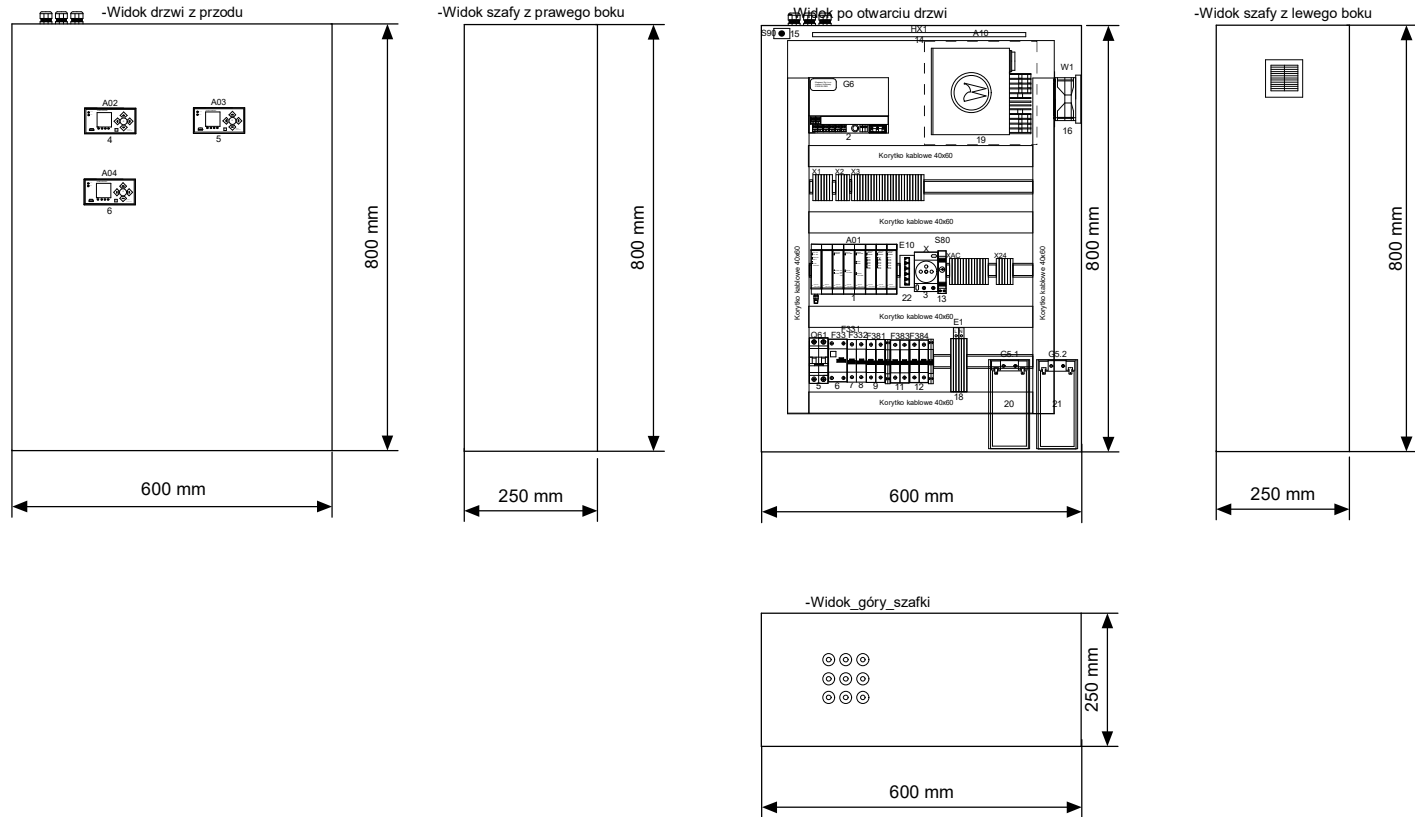 -Widok drzwi z przodu
A02
4
A03
5
A04
6
800 mm
600 mm
-Widok szafy z prawego boku
800 mm
250 mm
-Widok po otwarciu drzwi
S90
15
HX1
14
A10
G6
2
19
W1
16
Korytko kablowe 40x60
X1
X2
X3
Korytko kablowe 40x60
A01
E10
X
S80
XAC
X24
1
22
3
13
Korytko kablowe 40x60
Korytko kablowe 40x60
Korytko kablowe 40x60
E1
Q61
F33
F331
F332
F381
F383
F384
5
6
7
8
9
11
12
18
G5.1
G5.2
20
21
Korytko kablowe 40x60
800 mm
600 mm
-Widok szafy z lewego boku
800 mm
250 mm
-Widok_góry_szafki
250 mm
600 mm